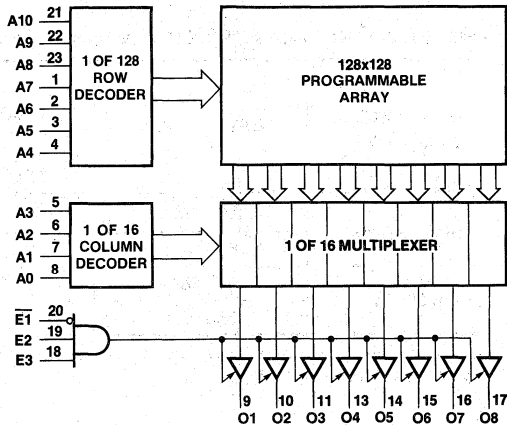 A10 21
A9 22
A8 23
A7 1
A6 2
A5 3
A4 4
1 OF 128
ROW
DECODER
128x128
PROGRAMMABLE
ARRAY
A3 5
A2 6
A1 7
A0 8
1 OF 16
COLUMN
DECODER
1 OF 16 MULTIPLEXER
E1 20
E2 19
E3 18
9 10 11 13 14 15 16 17
O1 O2 O3 O4 O5 O6 O7 O8